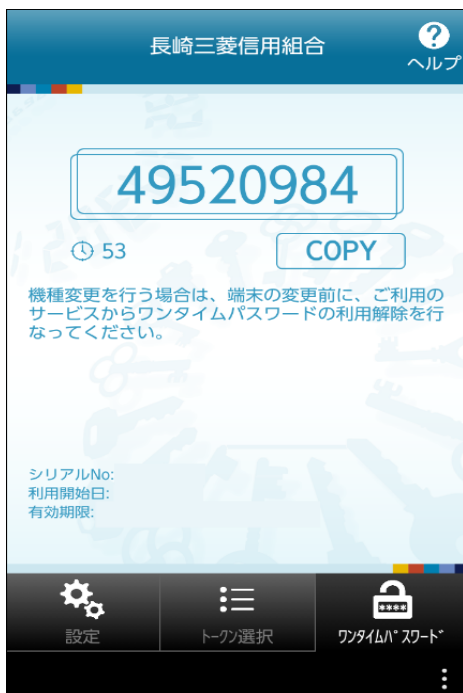 長崎三菱信用組合
?
ヘルプ
49520984
53
COPY
機種変更を行う場合は、端末の変更前に、ご利用の
サービスからワンタイムパスワードの利用解除を行
なってください。
シリアルNo:
利用開始日:
有効期限:
設定
トークン選択
****
ワンタイムパスワード